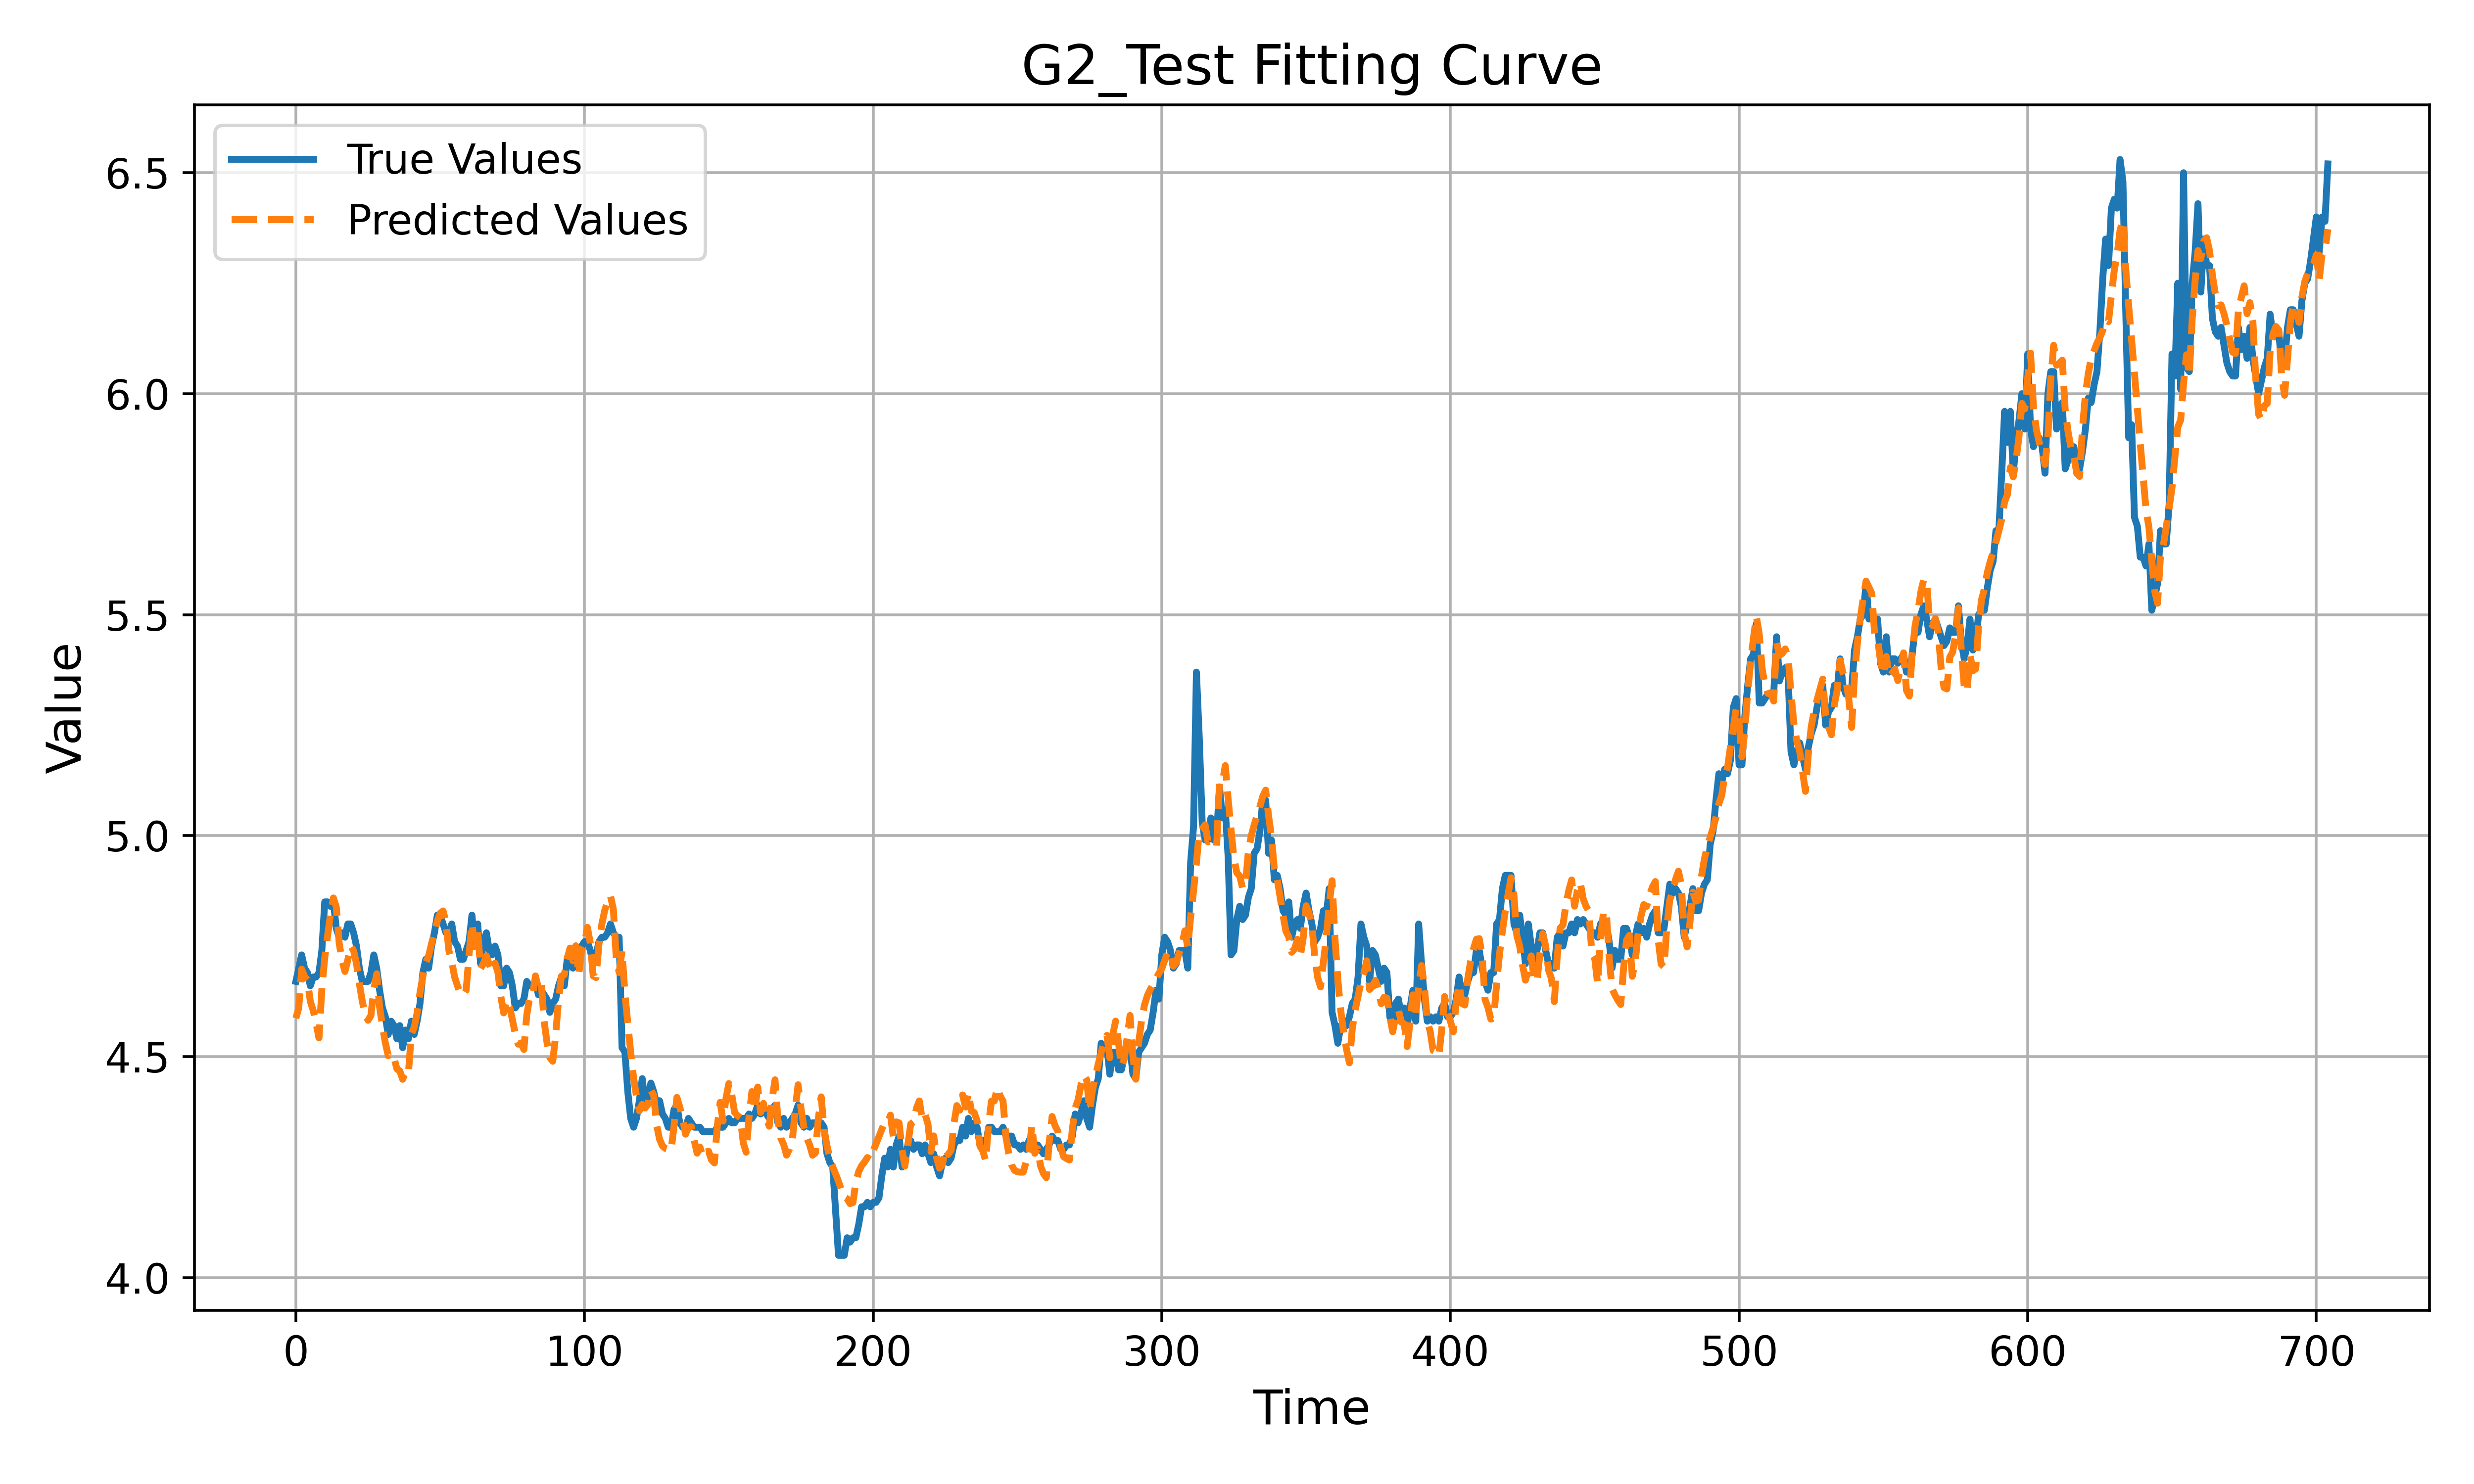 G2_Test Fitting Curve
True Values
Predicted Values
Value
6.5
6.0
5.5
5.0
4.5
4.0
0 100 200 300 400 500 600 700
Time